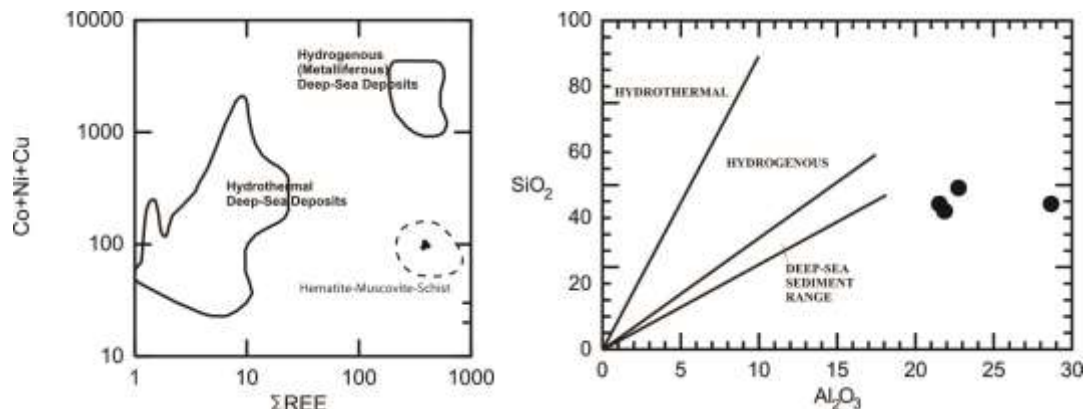 10000
1000
100
10
Co+Ni+Cu
Hydrogenous
(Metalliferous)
Deep-Sea Deposits
Hydrothermal
Deep-Sea Deposits
Hematite-Muscovite-Schist
1
10
100
1000
ΣREE
100
80
60
40
20
0
SiO₂
HYDROTHERMAL
HYDROGENOUS
DEEP-SEA
SEDIMENT
RANGE
0
5
10
15
20
25
30
Al₂O₃